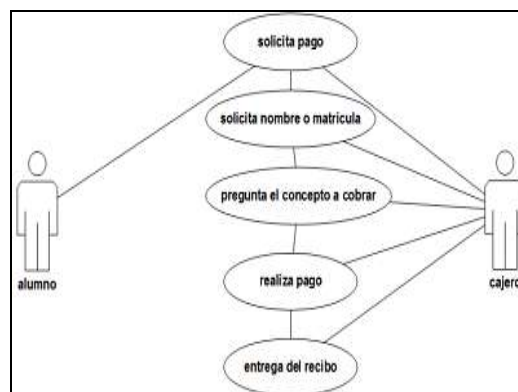 solicita pago
solicita nombre o matricula
pregunta el concepto a cobrar
realiza pago
alumno
cajero
entrega del recibo